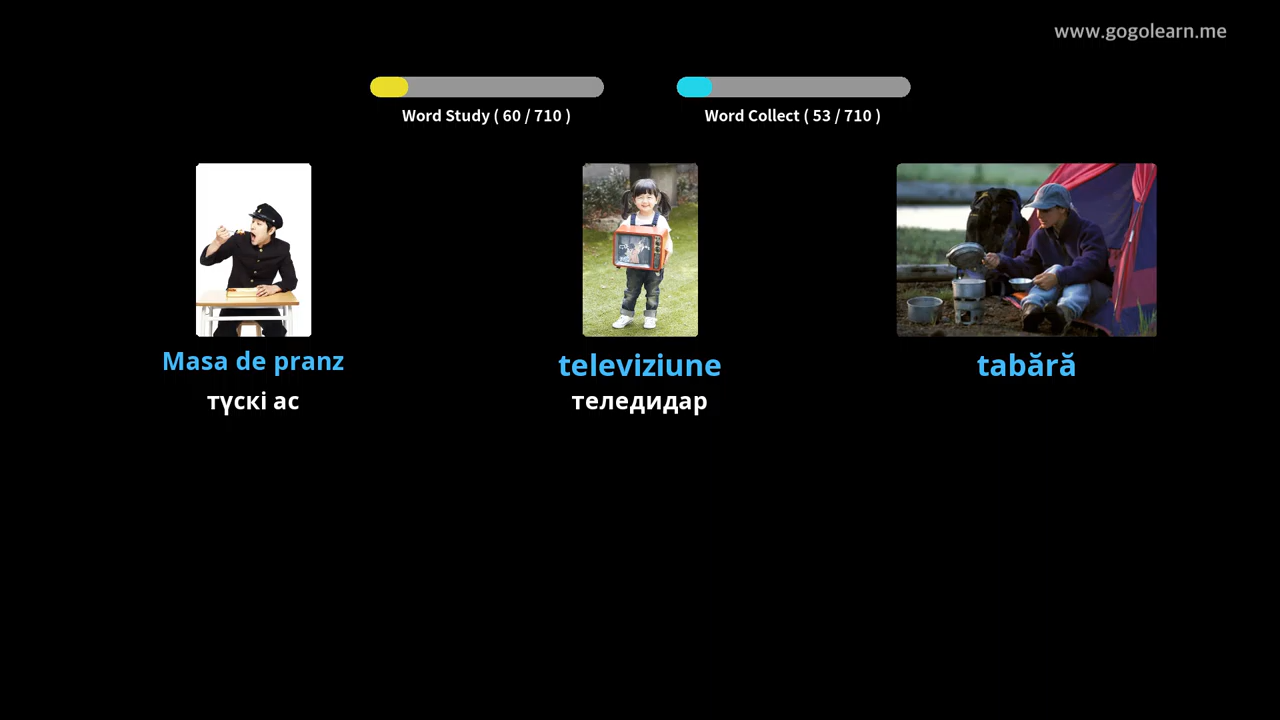 www.gogolearn.me
Word Study ( 60 / 710 )
Word Collect ( 53 / 710 )
Masa de pranz
televiziune
tabără
түскі ас
теледидар